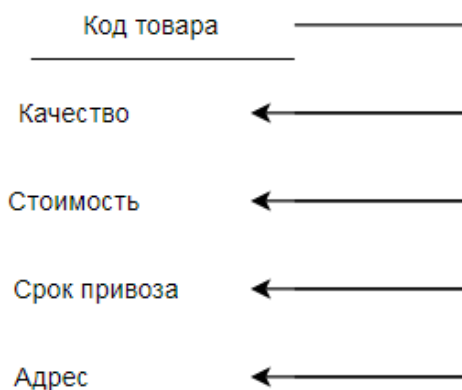 Код товара
Качество
Стоимость
Срок привоза
Адрес